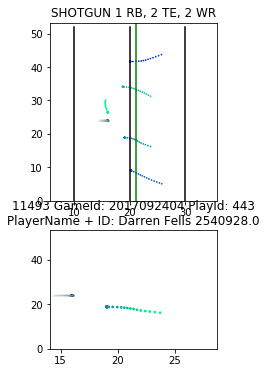 SHOTGUN 1 RB, 2 TE, 2 WR
50
40
30
20
10
0
10 20 30
11493 GameId: 2017092404 PlayId: 443
PlayerName + ID: Darren Fells 2540928.0
40
20
0
15 20 25